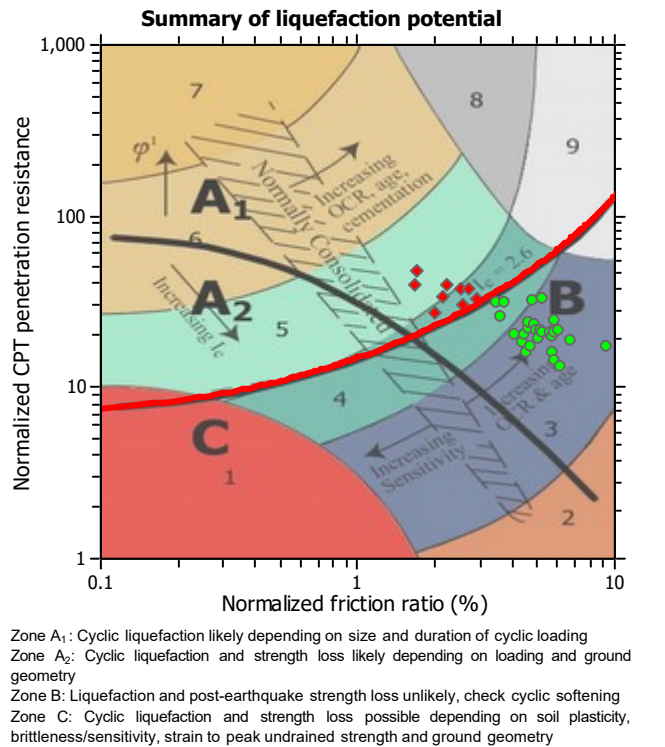 Summary of liquefaction potential
1,000
100
10
1
0.1
1
10
Normalized CPT penetration resistance
Normalized friction ratio (%)
7
8
9
φ'
A1
6
A2
5
4
C
1
B
3
2
Increasing
OCR, age,
cementation
Normally Consolidated
Increasing Ic
Ic = 2.6
Increasing
OCR & age
Increasing
Sensitivity
Zone A1: Cyclic liquefaction likely depending on size and duration of cyclic loading
Zone A2: Cyclic liquefaction and strength loss likely depending on loading and ground
geometry
Zone B: Liquefaction and post-earthquake strength loss unlikely, check cyclic softening
Zone C: Cyclic liquefaction and strength loss possible depending on soil plasticity,
brittleness/sensitivity, strain to peak undrained strength and ground geometry